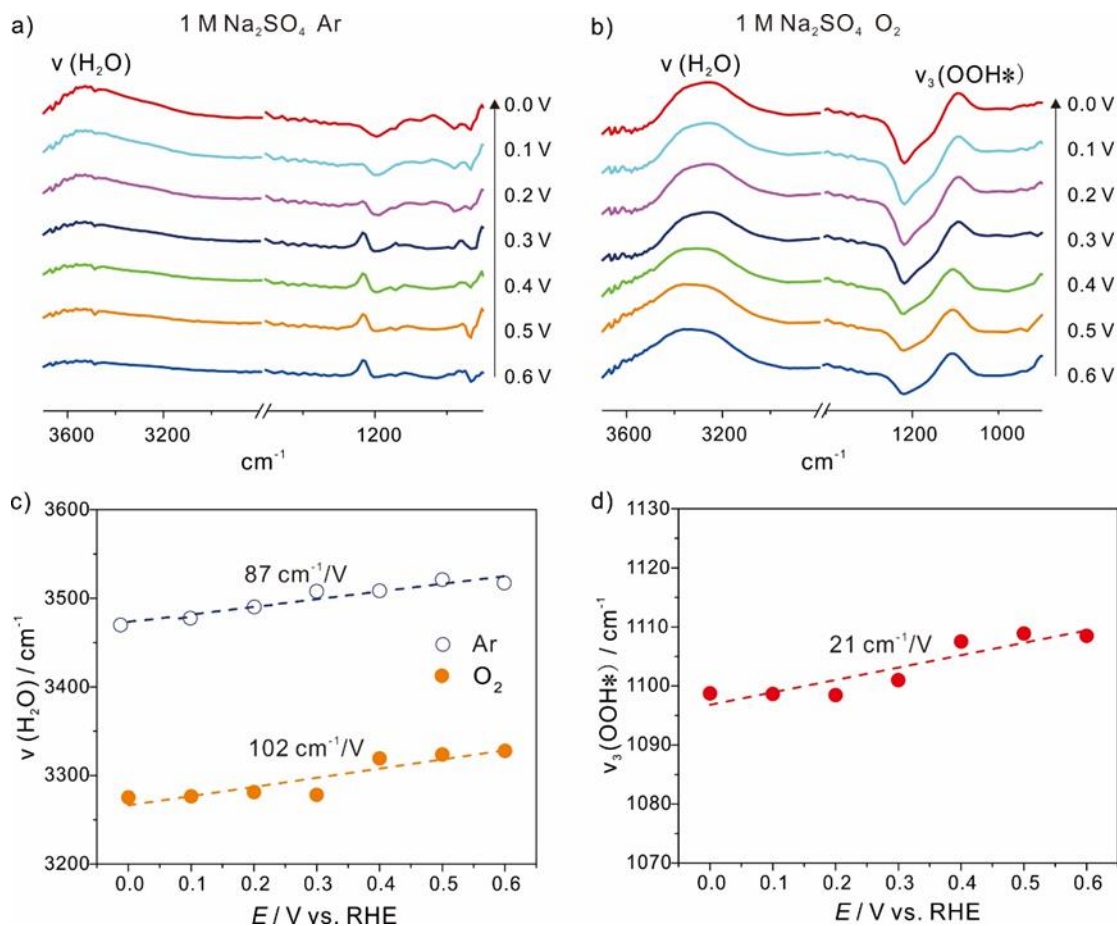 a) 1 M Na₂SO₄ Ar
ν (H₂O)
0.0 V
0.1 V
0.2 V
0.3 V
0.4 V
0.5 V
0.6 V
3600 3200 1200
cm⁻¹
b) 1 M Na₂SO₄ O₂
ν (H₂O) ν₃(OOH*)
0.0 V
0.1 V
0.2 V
0.3 V
0.4 V
0.5 V
0.6 V
3600 3200 1200 1000
cm⁻¹
c)
ν (H₂O) / cm⁻¹
3600
3500
3400
3300
3200
87 cm⁻¹/V
Ar
O₂
102 cm⁻¹/V
0.0 0.1 0.2 0.3 0.4 0.5 0.6
E / V vs. RHE
d)
ν₃(OOH*) / cm⁻¹
1130
1120
1110
1100
1090
1080
1070
21 cm⁻¹/V
0.0 0.1 0.2 0.3 0.4 0.5 0.6
E / V vs. RHE